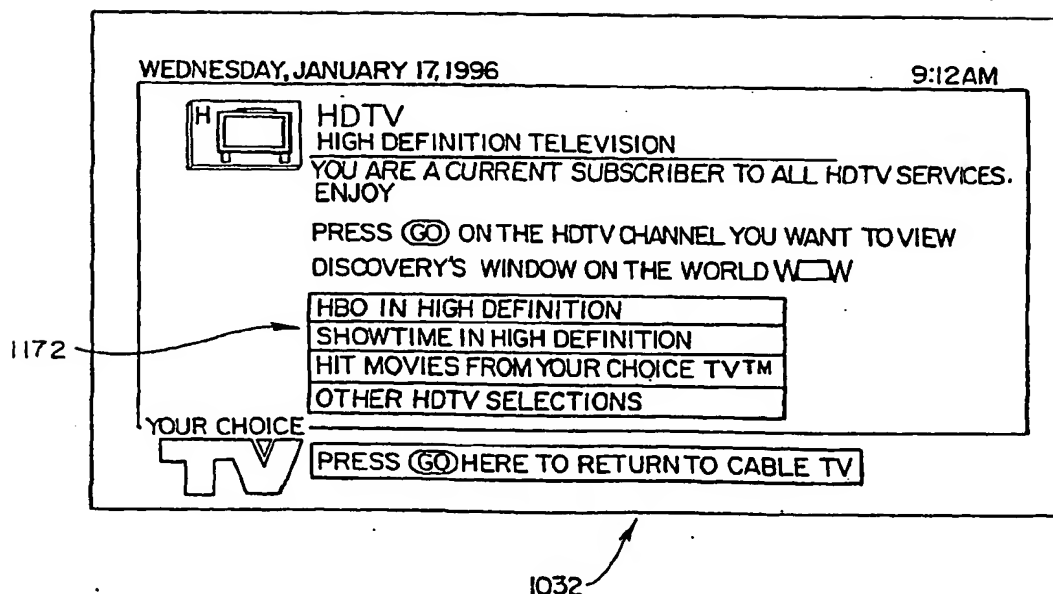 WEDNESDAY, JANUARY 17, 1996 9:12AM
H
HDTV
HIGH DEFINITION TELEVISION
YOU ARE A CURRENT SUBSCRIBER TO ALL HDTV SERVICES.
ENJOY
PRESS GO ON THE HDTV CHANNEL YOU WANT TO VIEW
DISCOVERY'S WINDOW ON THE WORLD WOW
HBO IN HIGH DEFINITION
SHOWTIME IN HIGH DEFINITION
HIT MOVIES FROM YOUR CHOICE TV™
OTHER HDTV SELECTIONS
1172
YOUR CHOICE
TV
PRESS GO HERE TO RETURN TO CABLE TV
1032